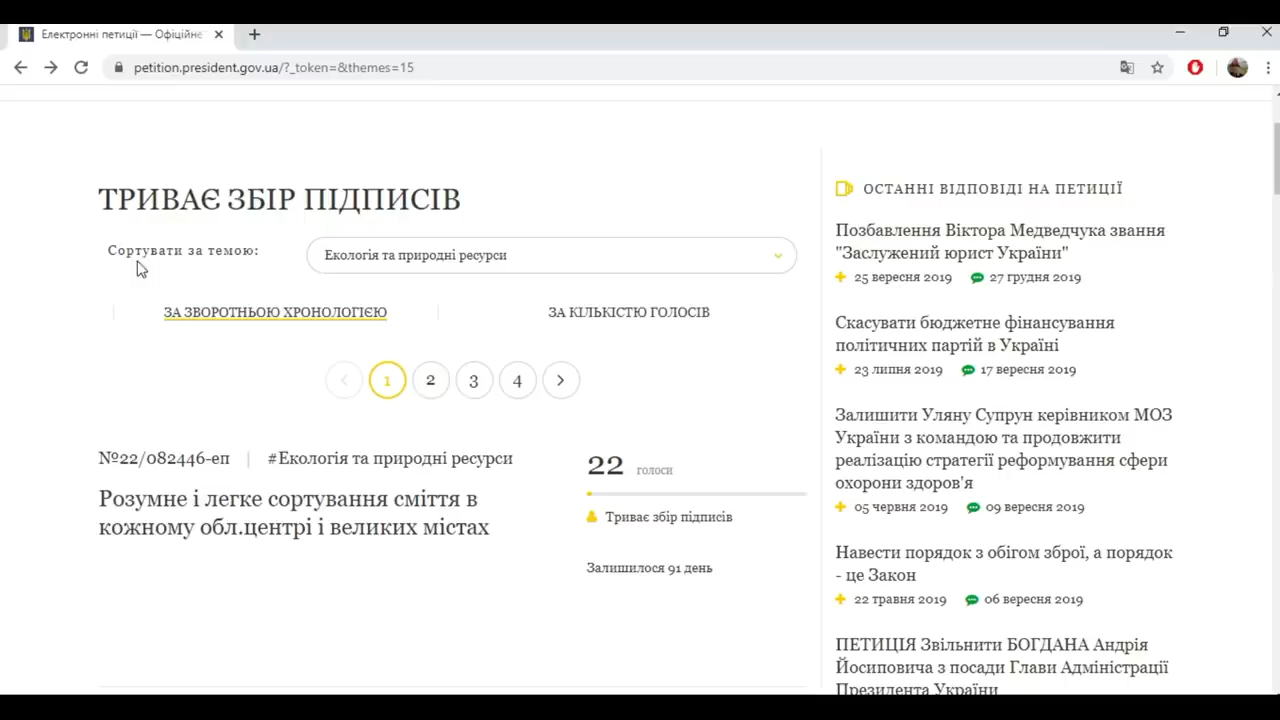 Електронні петиції — Офіційне
petition.president.gov.ua/?_token=&themes=15
ТРИВАЄ ЗБІР ПІДПИСІВ
Сортувати за темою:
Екологія та природні ресурси
ЗА ЗВОРОТНЬОЮ ХРОНОЛОГІЄЮ
ЗА КІЛЬКІСТЮ ГОЛОСІВ
1 2 3 4
№22/082446-еп | #Екологія та природні ресурси
Розумне і легке сортування сміття в
кожному обл.центрі і великих містах
22 голоси
Триває збір підписів
Залишилося 91 день
ОСТАННІ ВІДПОВІДІ НА ПЕТИЦІЇ
Позбавлення Віктора Медведчука звання
"Заслужений юрист України"
25 вересня 2019 27 грудня 2019
Скасувати бюджетне фінансування
політичних партій в Україні
23 липня 2019 17 вересня 2019
Залишити Уляну Супрун керівником МОЗ
України з командою та продовжити
реалізацію стратегії реформування сфери
охорони здоров'я
05 червня 2019 09 вересня 2019
Навести порядок з обігом зброї, а порядок
- це Закон
22 травня 2019 06 вересня 2019
ПЕТИЦІЯ Звільнити БОГДАНА Андрія
Йосиповича з посади Глави Адміністрації
Президента України